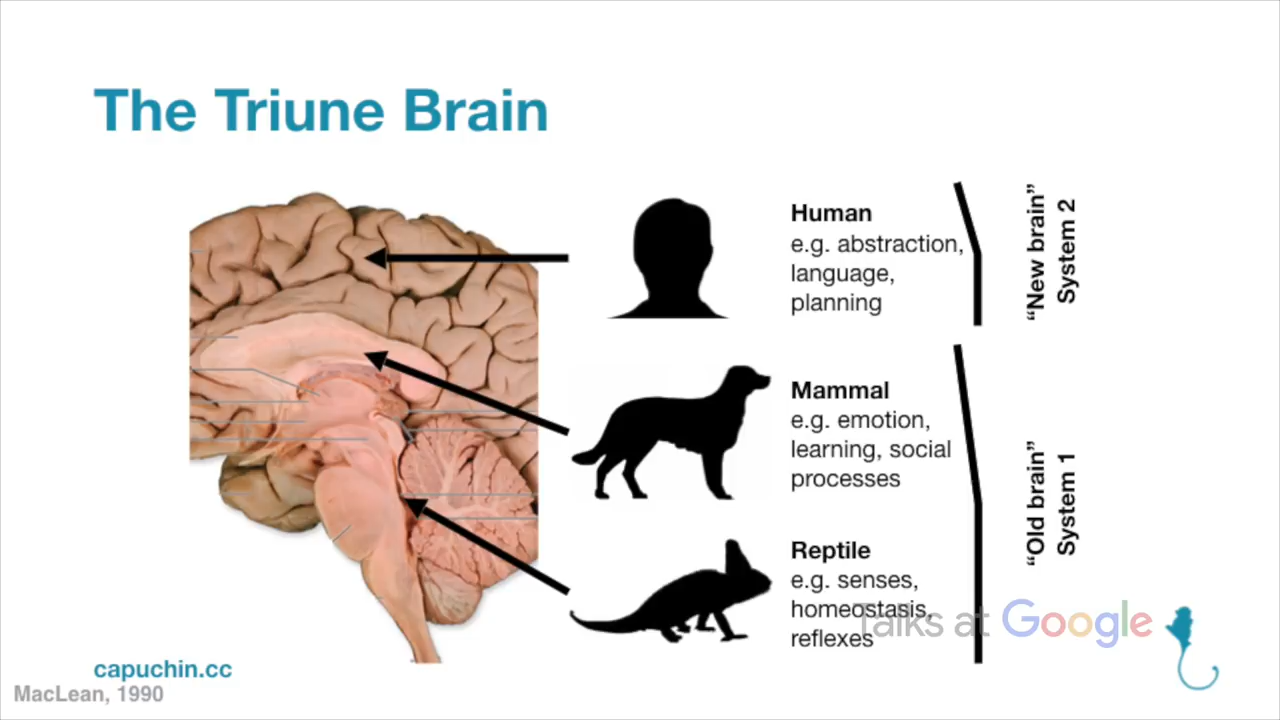 The Triune Brain
Human
e.g. abstraction,
language,
planning
"New brain"
System 2
Mammal
e.g. emotion,
learning, social
processes
"Old brain"
System 1
Reptile
e.g. senses,
homeostasis,
reflexes
Talks at Google
capuchin.cc
MacLean, 1990